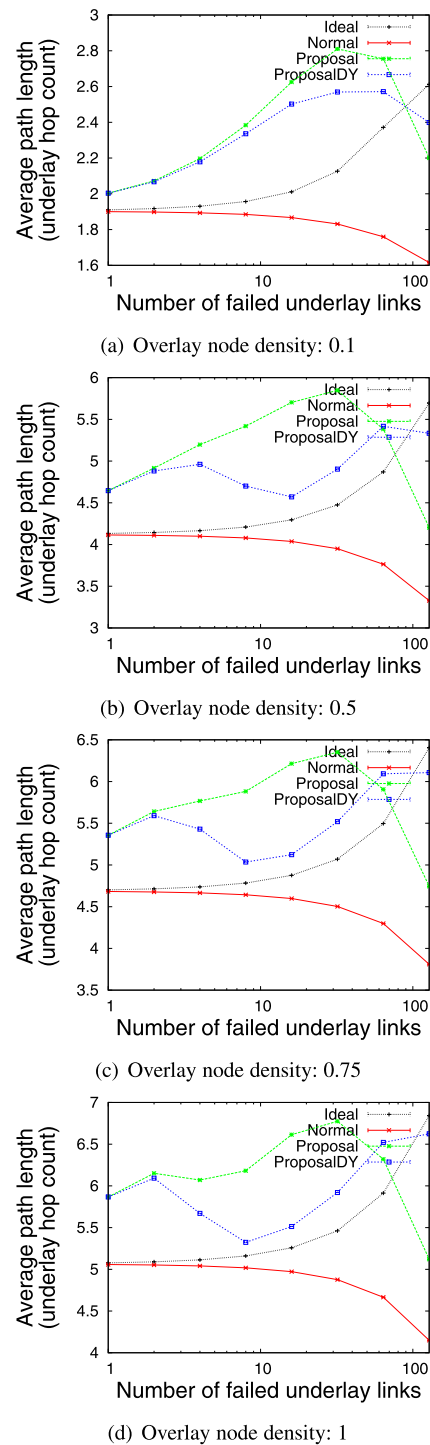 3
2.8
2.6
2.4
2.2
2
1.8
1.6
Average path length
(underlay hop count)
Ideal
Normal
Proposal
ProposalDY
1 10 100
Number of failed underlay links
(a) Overlay node density: 0.1
6
5.5
5
4.5
4
3.5
3
Average path length
(underlay hop count)
Ideal
Normal
Proposal
ProposalDY
1 10 100
Number of failed underlay links
(b) Overlay node density: 0.5
6.5
6
5.5
5
4.5
4
3.5
Average path length
(underlay hop count)
Ideal
Normal
Proposal
ProposalDY
1 10 100
Number of failed underlay links
(c) Overlay node density: 0.75
7
6.5
6
5.5
5
4.5
4
Average path length
(underlay hop count)
Ideal
Normal
Proposal
ProposalDY
1 10 100
Number of failed underlay links
(d) Overlay node density: 1